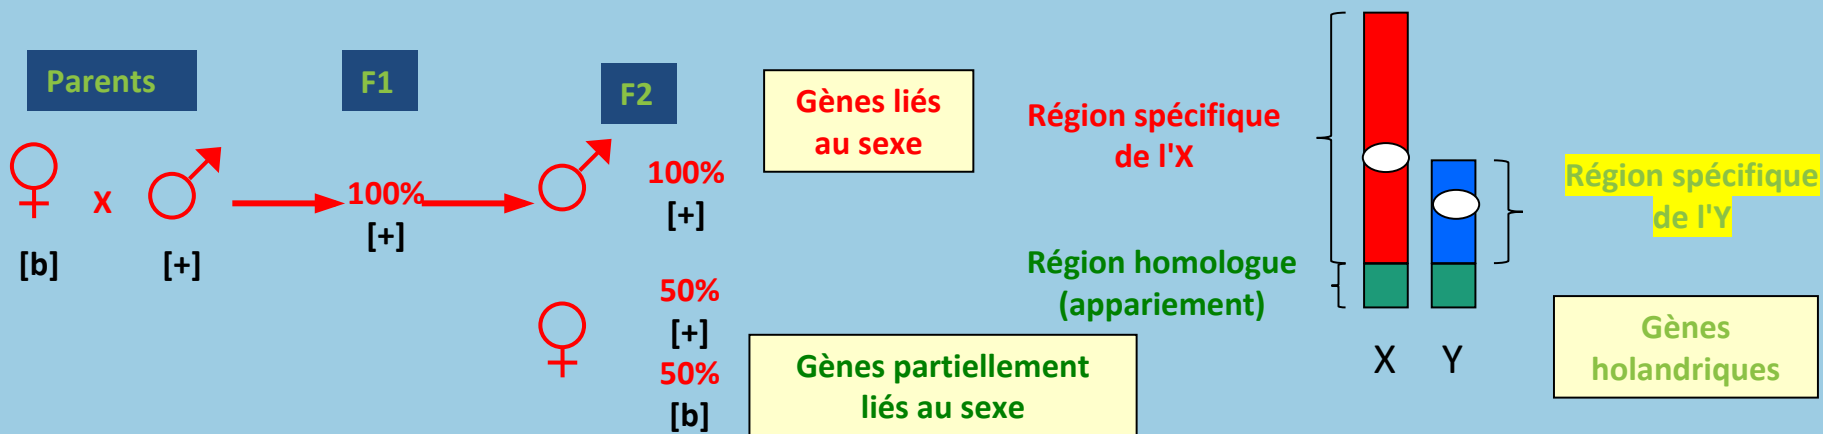 Parents
F1
F2
X
[b]
[+]
100%
[+]
100%
[+]
50%
[+]
50%
[b]
Gènes liés
au sexe
Gènes partiellement
liés au sexe
Région spécifique
de l'X
Région homologue
(appariement)
X
Y
Région spécifique
de l'Y
Gènes
holandriques